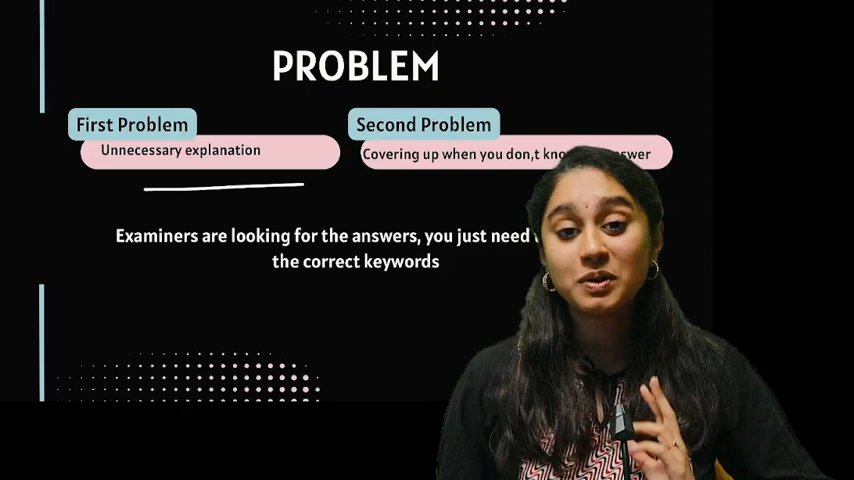 PROBLEM
First Problem
Unnecessary explanation
Second Problem
Covering up when you don,t
Examiners are looking for the answers, you just need
the correct keywords